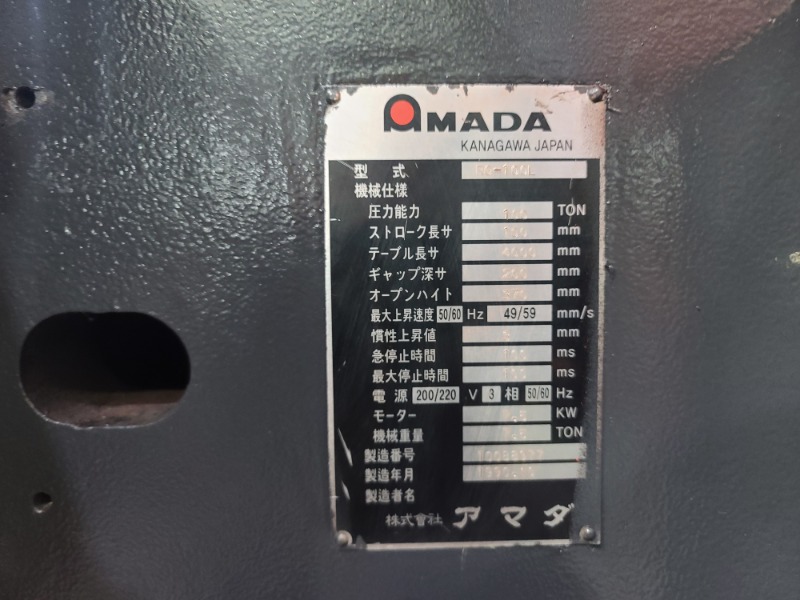 AMADA
KANAGAWA JAPAN
型式
機械仕様
圧力能力 100 TON
ストローク長サ 100 mm
テーブル長サ 4000 mm
ギャップ深サ mm
オープンハイト mm
最大上昇速度 50/60 Hz 49/59 mm/s
慣性上昇値 mm
急停止時間 100 ms
最大停止時間 100 ms
電源 200/220 V 3 相 50/60 Hz
モーター KW
機械重量 TON
製造番号
製造年月
製造者名
株式會社 アマダ